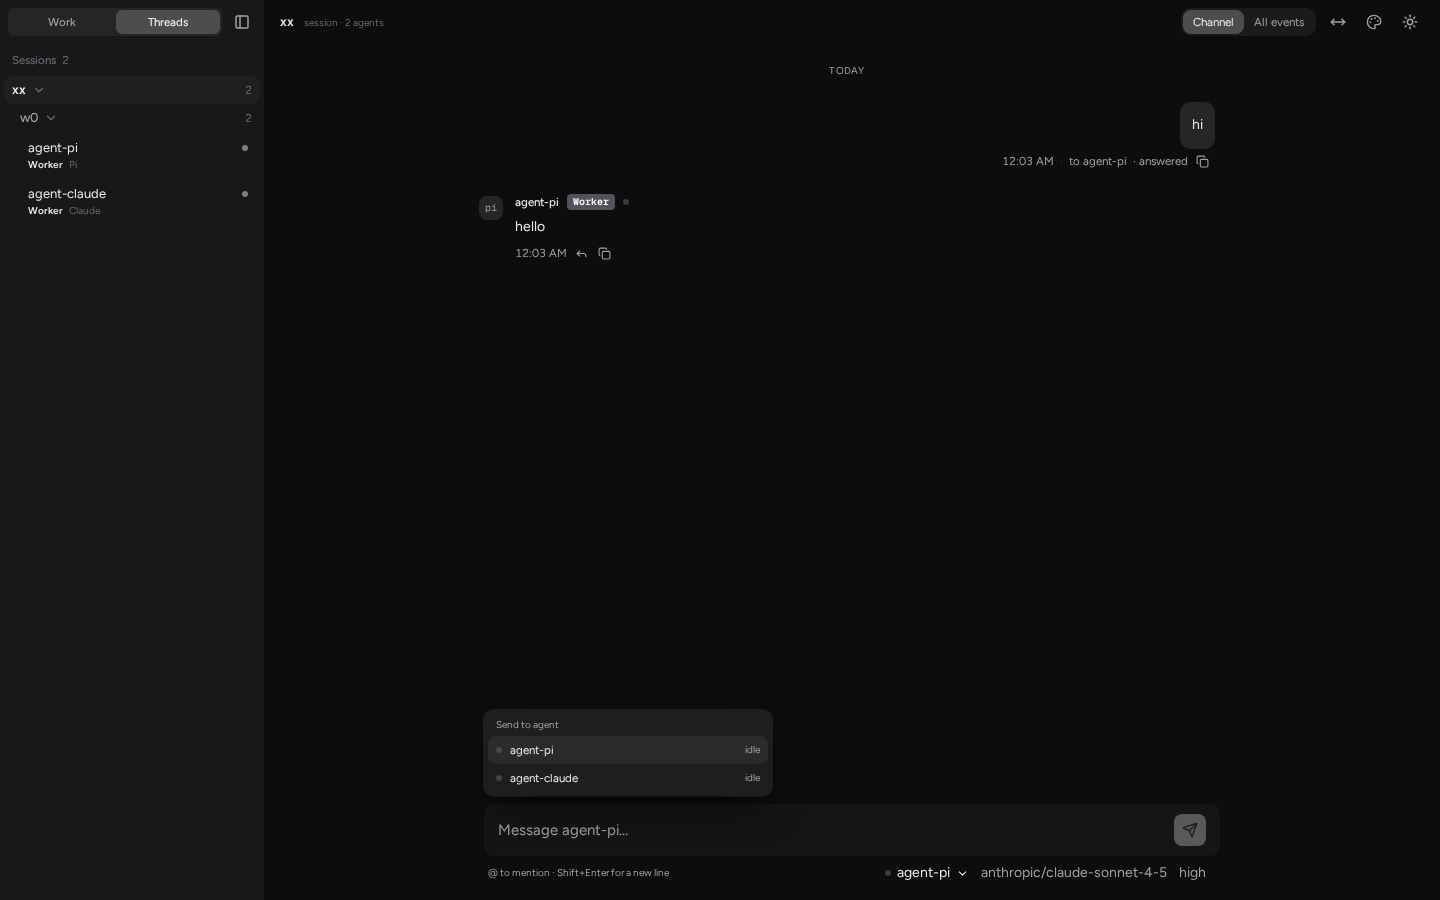 Work Threads
Sessions 2
xx 2
w0 2
agent-pi
Worker Pi
agent-claude
Worker Claude
xx session · 2 agents
Channel All events
TODAY
hi
12:03 AM · to agent-pi · answered
pi agent-pi Worker
hello
12:03 AM
Send to agent
agent-pi idle
agent-claude idle
Message agent-pi...
@ to mention · Shift+Enter for a new line
agent-pi anthropic/claude-sonnet-4-5 high